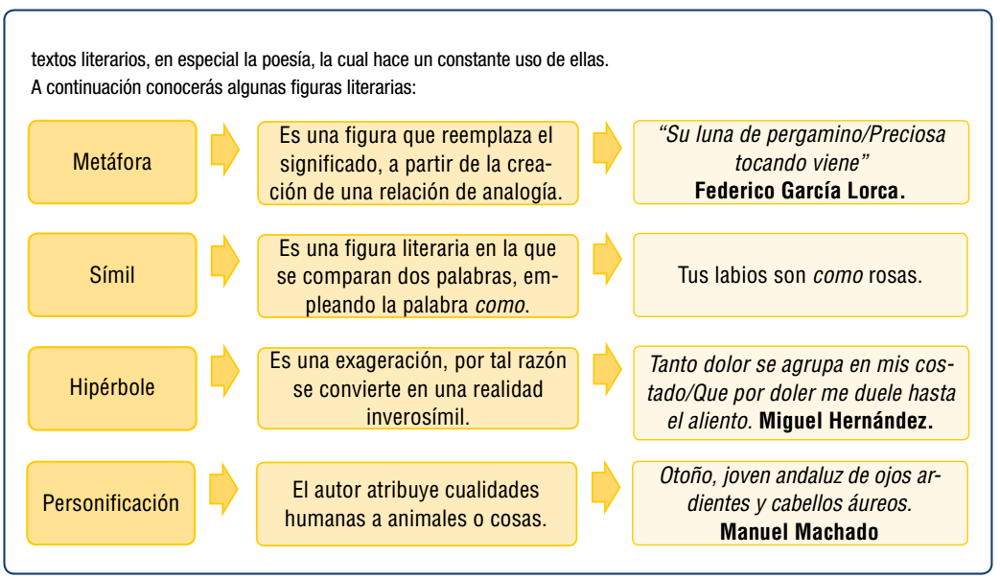 textos literarios, en especial la poesía, la cual hace un constante uso de ellas.
A continuación conocerás algunas figuras literarias:
Metáfora
Es una figura que reemplaza el
significado, a partir de la crea-
ción de una relación de analogía.
“Su luna de pergamino/Preciosa
tocando viene”
Federico García Lorca.
Símil
Es una figura literaria en la que
se comparan dos palabras, em-
pleando la palabra como.
Tus labios son como rosas.
Hipérbole
Es una exageración, por tal razón
se convierte en una realidad
inverosímil.
Tanto dolor se agrupa en mis cos-
tado/Que por doler me duele hasta
el aliento. Miguel Hernández.
Personificación
El autor atribuye cualidades
humanas a animales o cosas.
Otoño, joven andaluz de ojos ar-
dientes y cabellos áureos.
Manuel Machado